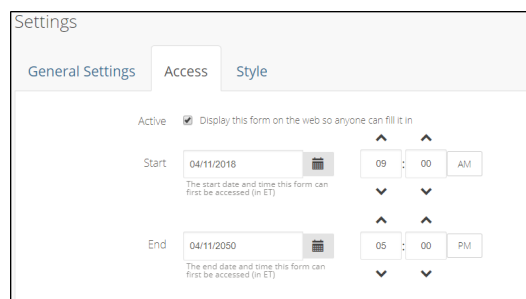 Settings
General Settings Access Style
Active Display this form on the web so anyone can fill it in
Start 04/11/2018 09 : 00 AM
The start date and time this form can
first be accessed (in ET)
End 04/11/2050 05 : 00 PM
The end date and time this form can
first be accessed (in ET)